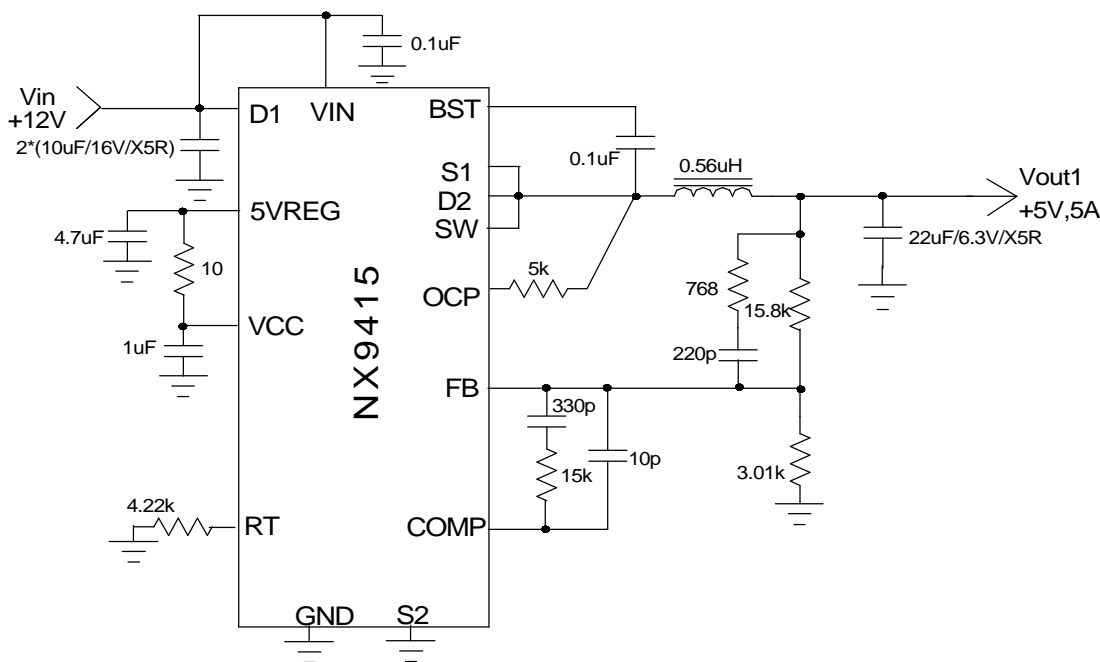 0.1uF
Vin
+12V
D1
VIN
BST
2*(10uF/16V/X5R)
0.1uF
S1
D2
SW
0.56uH
Vout1
+5V,5A
5VREG
4.7uF
22uF/6.3V/X5R
10
5k
OCP
768
15.8k
VCC
1uF
NX9415
220p
FB
330p
15k
10p
3.01k
4.22k
RT
COMP
GND
S2